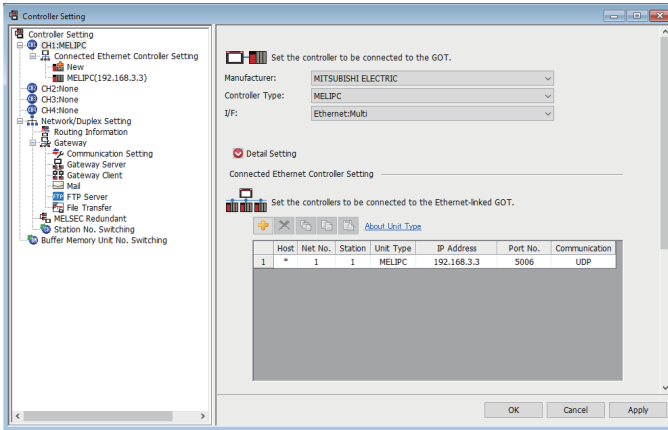 Controller Setting
Controller Setting
CH1:MELIPC
Connected Ethernet Controller Setting
New
MELIPC(192.168.3.3)
CH2:None
CH3:None
CH4:None
Network/Duplex Setting
Routing Information
Gateway
Communication Setting
Gateway Server
Gateway Client
Mail
FTP Server
File Transfer
MELSEC Redundant
Station No. Switching
Buffer Memory Unit No. Switching
Set the controller to be connected to the GOT.
Manufacturer: MITSUBISHI ELECTRIC
Controller Type: MELIPC
I/F: Ethernet:Multi
Detail Setting
Connected Ethernet Controller Setting
Set the controllers to be connected to the Ethernet-linked GOT.
About Unit Type
Host Net No. Station Unit Type IP Address Port No. Communication
1 * 1 1 MELIPC 192.168.3.3 5006 UDP
OK Cancel Apply